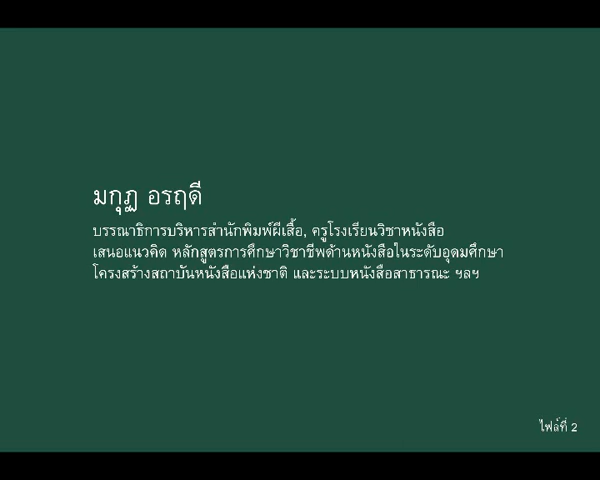 มกุฏ อรฤดี
บรรณาธิการบริหารสำนักพิมพ์ผีเสื้อ, ครูโรงเรียนวิชาหนังสือ
เสนอแนวคิด หลักสูตรการศึกษาวิชาชีพด้านหนังสือในระดับอุดมศึกษา
โครงสร้างสถาบันหนังสือแห่งชาติ และระบบหนังสือสาธารณะ ฯลฯ
ไฟล์ที่ 2